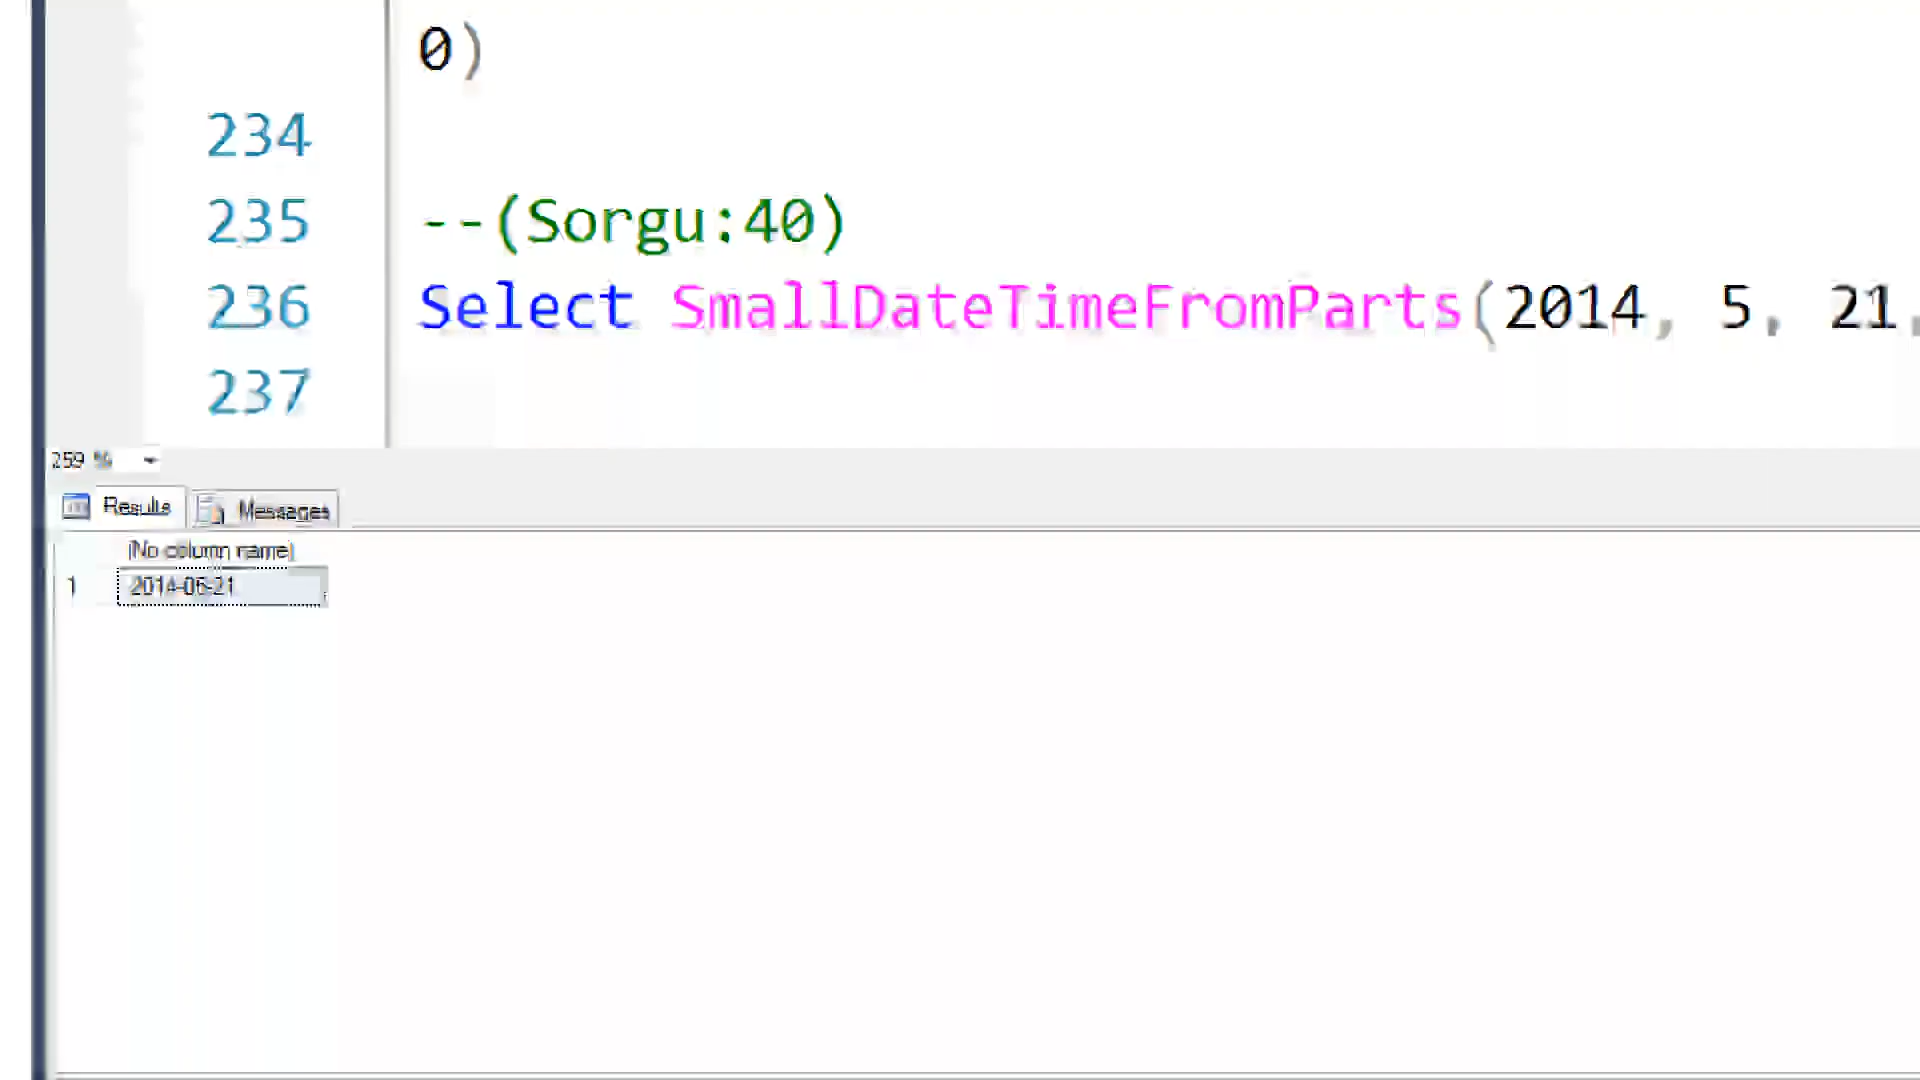 0)
234
235 --(Sorgu:40)
236 Select SmallDateTimeFromParts(2014, 5, 21,
237
259 %
Results Messages
(No column name)
1 2014-05-21